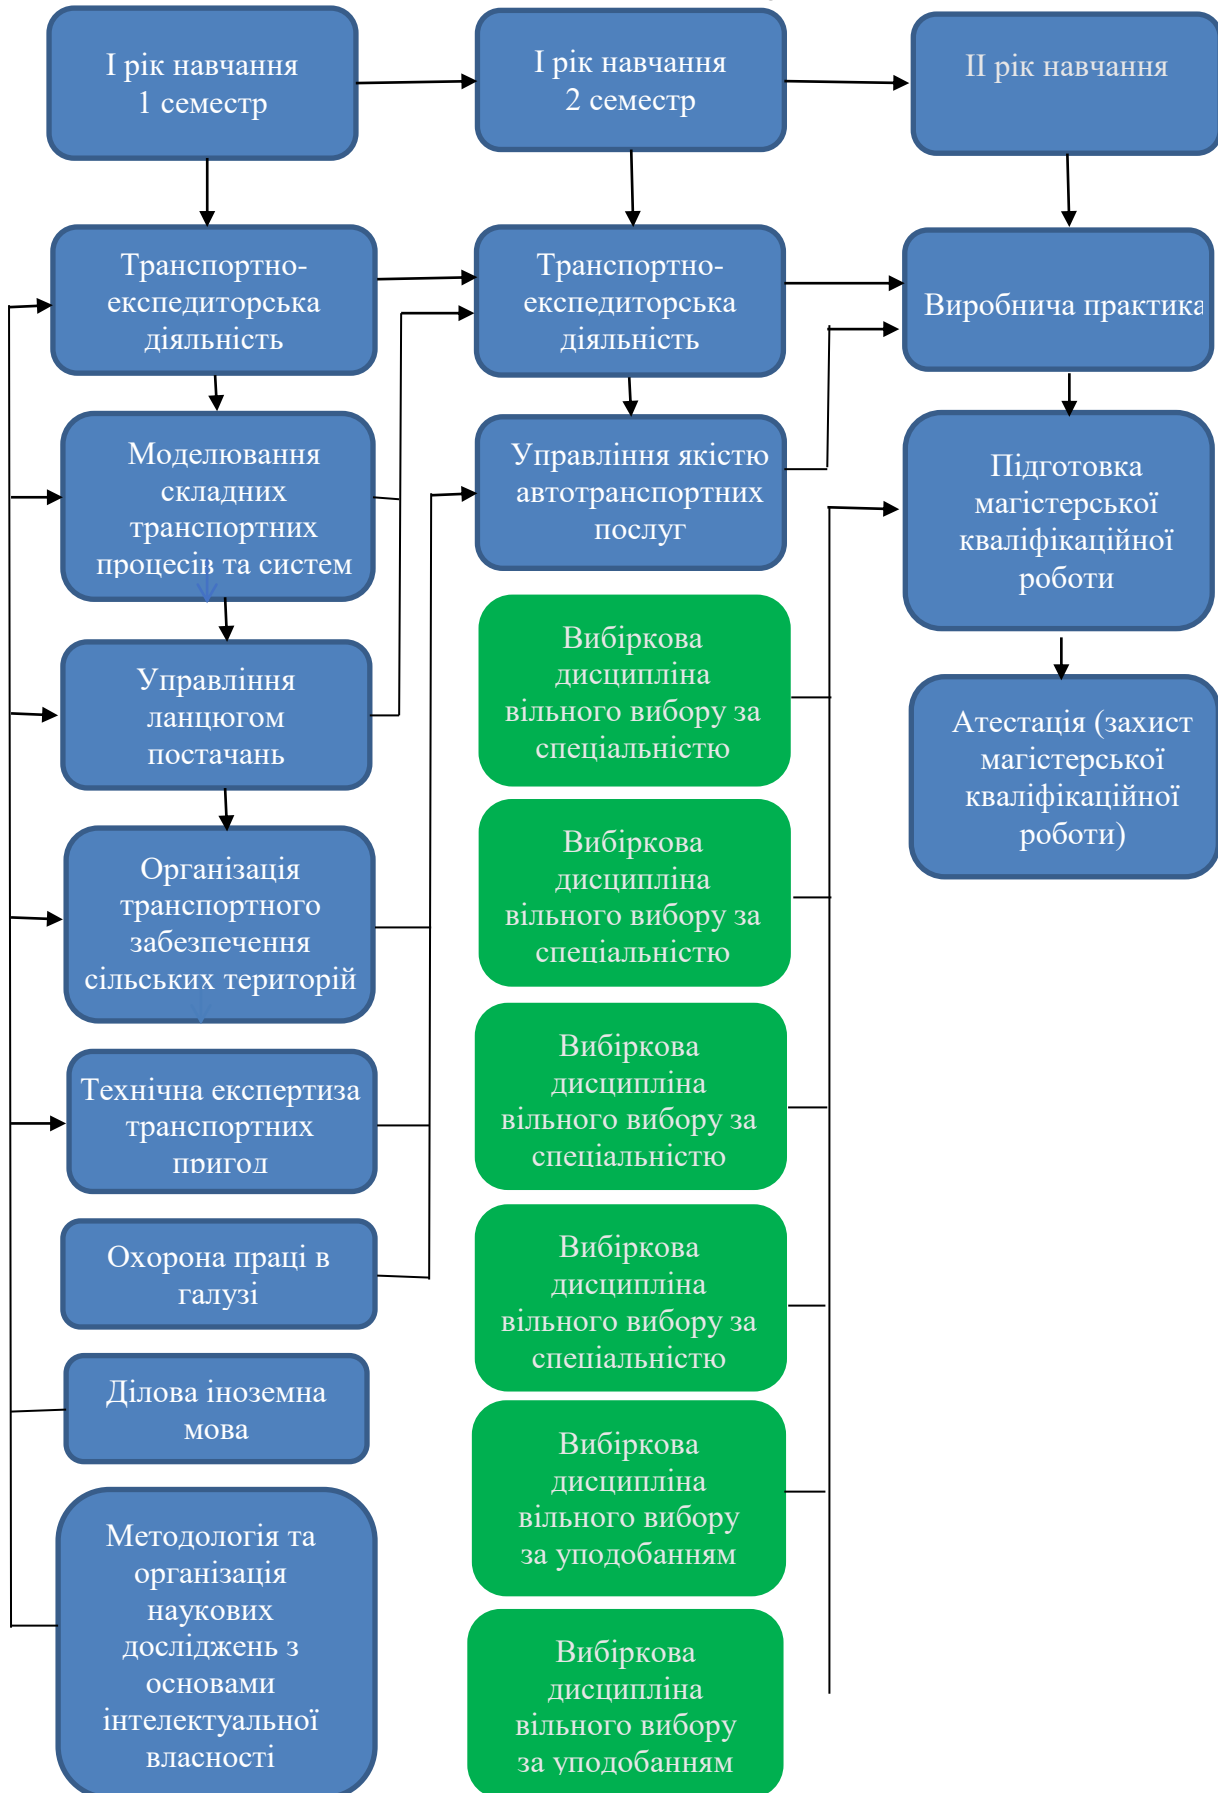 І рік навчання
1 семестр
І рік навчання
2 семестр
ІІ рік навчання
Транспортно-
експедиторська
діяльність
Моделювання
складних
транспортних
процесів та систем
Управління
ланцюгом
постачань
Організація
транспортного
забезпечення
сільських територій
Технічна експертиза
транспортних
пригод
Охорона праці в
галузі
Ділова іноземна
мова
Методологія та
організація
наукових
досліджень з
основами
інтелектуальної
власності
Транспортно-
експедиторська
діяльність
Управління якістю
автотранспортних
послуг
Вибіркова
дисципліна
вільного вибору за
спеціальністю
Вибіркова
дисципліна
вільного вибору за
спеціальністю
Вибіркова
дисципліна
вільного вибору за
спеціальністю
Вибіркова
дисципліна
вільного вибору за
спеціальністю
Вибіркова
дисципліна
вільного вибору
за уподобанням
Вибіркова
дисципліна
вільного вибору
за уподобанням
Виробнича практика
Підготовка
магістерської
кваліфікаційної
роботи
Атестація (захист
магістерської
кваліфікаційної
роботи)